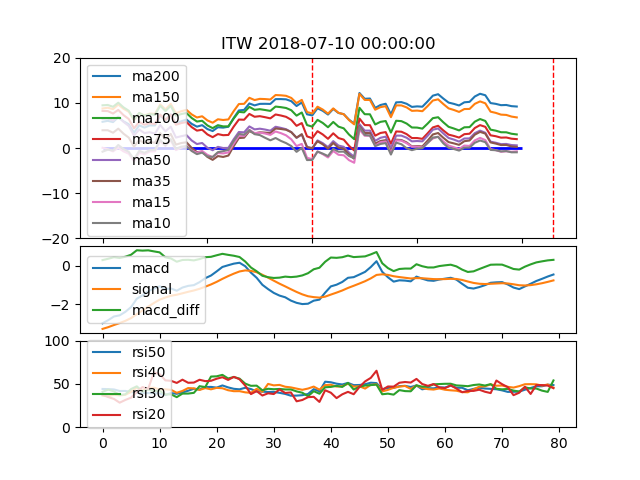 ITW 2018-07-10 00:00:00
20
10
0
−10
−20
ma200
ma150
ma100
ma75
ma50
ma35
ma15
ma10
0
−2
macd
signal
macd_diff
100
50
0
rsi50
rsi40
rsi30
rsi20
0 10 20 30 40 50 60 70 80